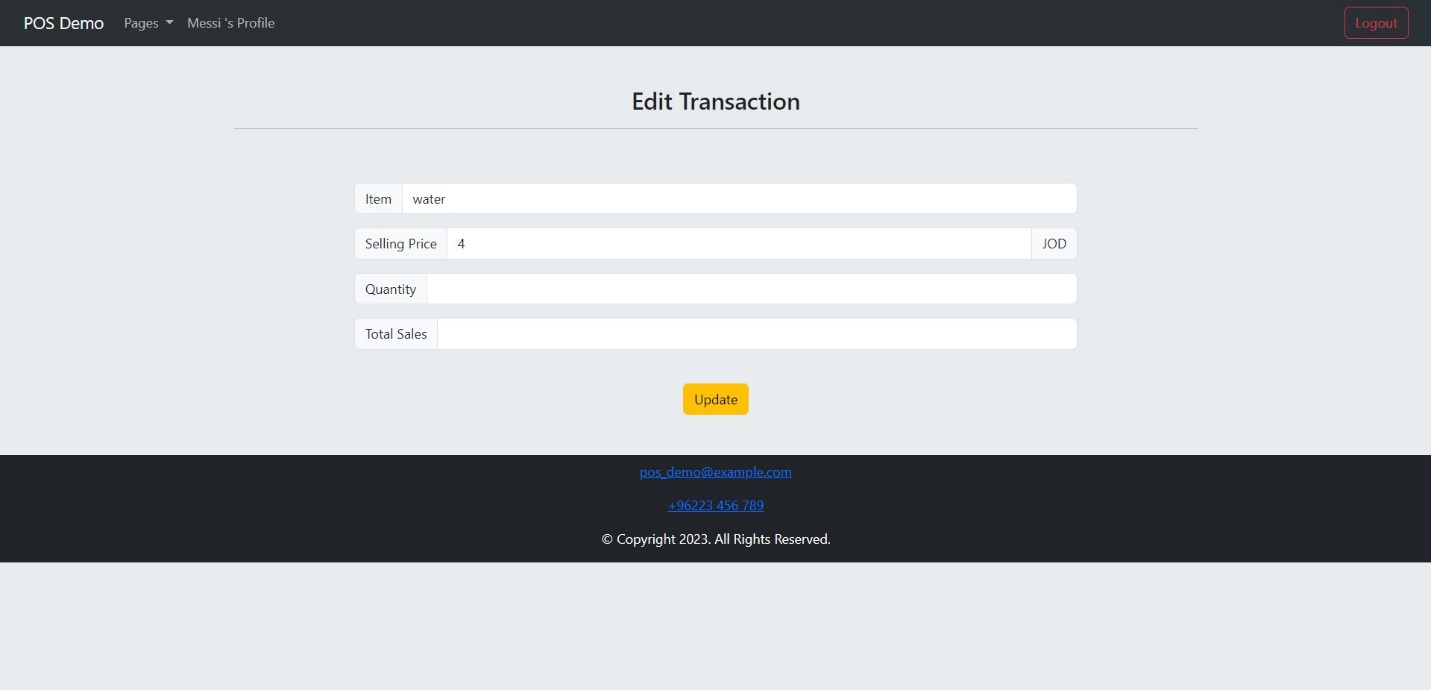 POS Demo Pages Messi 's Profile Logout
Edit Transaction
Item water
Selling Price 4 JOD
Quantity
Total Sales
Update
pos_demo@example.com
+96223 456 789
© Copyright 2023. All Rights Reserved.